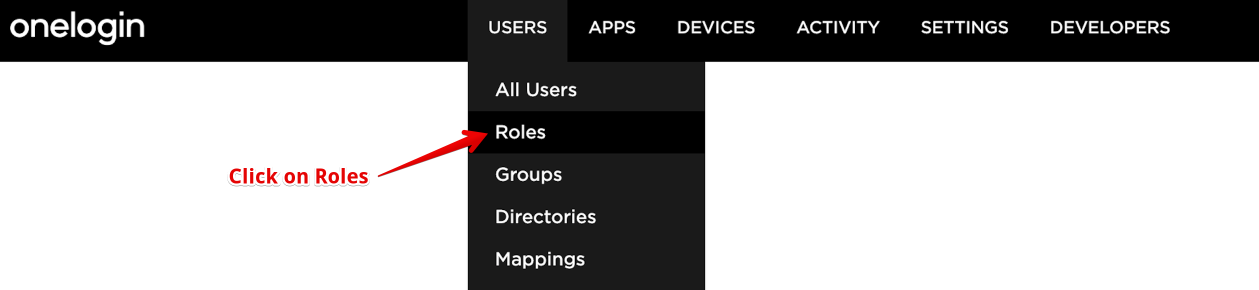 onelogin
USERS APPS DEVICES ACTIVITY SETTINGS DEVELOPERS
All Users
Roles
Click on Roles
Groups
Directories
Mappings